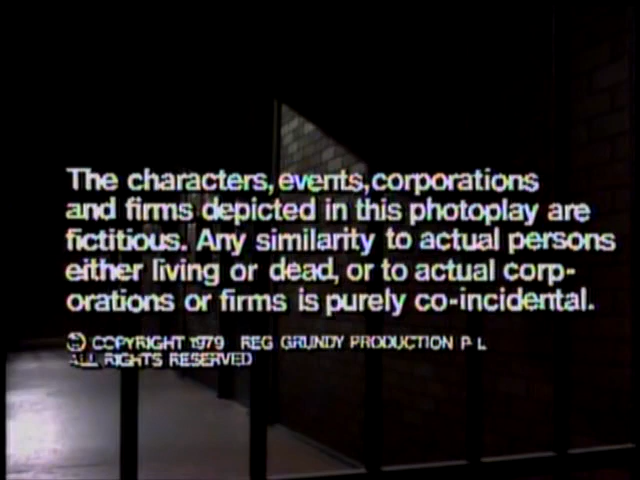 The characters, events, corporations
and firms depicted in this photoplay are
fictitious. Any similarity to actual persons
either living or dead, or to actual corp-
orations or firms is purely co-incidental.
© COPYRIGHT 1979 REG GRUNDY PRODUCTION P L
ALL RIGHTS RESERVED